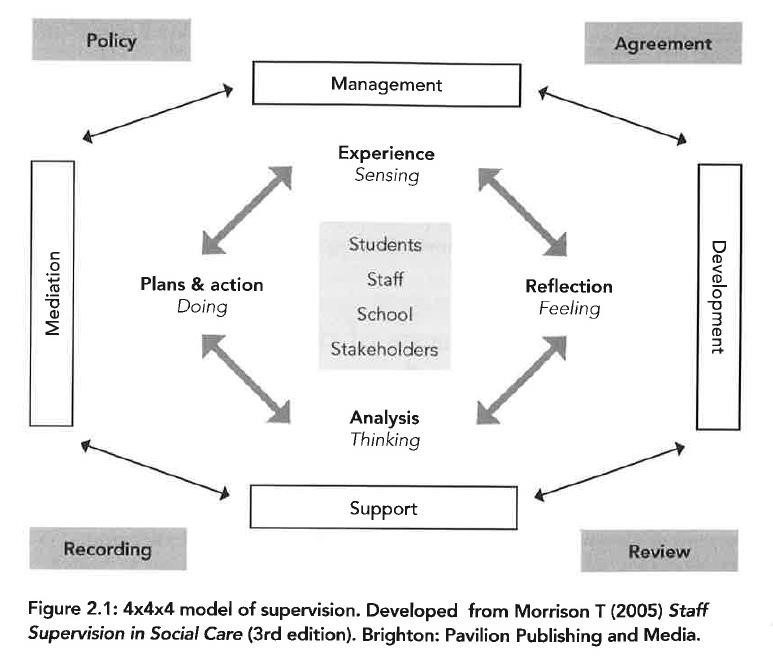 Policy
Agreement
Management
Experience
Sensing
Mediation
Plans & action
Doing
Students
Staff
School
Stakeholders
Reflection
Feeling
Development
Analysis
Thinking
Support
Recording
Review
Figure 2.1: 4x4x4 model of supervision. Developed from Morrison T (2005) Staff
Supervision in Social Care (3rd edition). Brighton: Pavilion Publishing and Media.